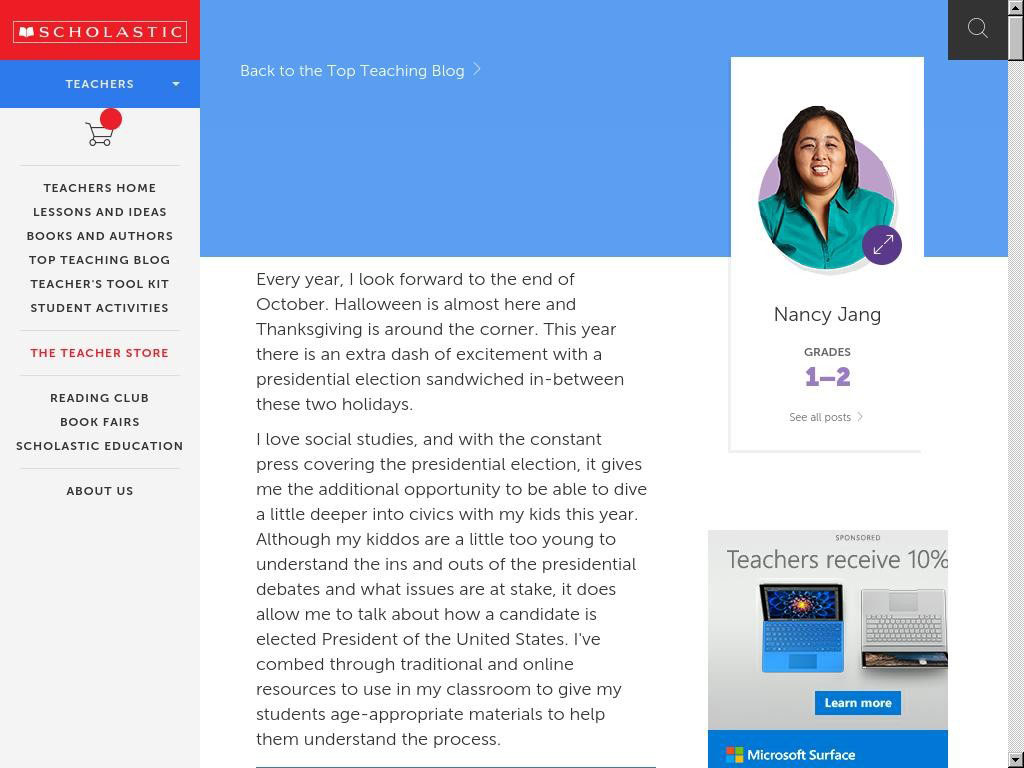 SCHOLASTIC
TEACHERS
TEACHERS HOME
LESSONS AND IDEAS
BOOKS AND AUTHORS
TOP TEACHING BLOG
TEACHER'S TOOL KIT
STUDENT ACTIVITIES
THE TEACHER STORE
READING CLUB
BOOK FAIRS
SCHOLASTIC EDUCATION
ABOUT US
Back to the Top Teaching Blog
Every year, I look forward to the end of
October. Halloween is almost here and
Thanksgiving is around the corner. This year
there is an extra dash of excitement with a
presidential election sandwiched in-between
these two holidays.
I love social studies, and with the constant
press covering the presidential election, it gives
me the additional opportunity to be able to dive
a little deeper into civics with my kids this year.
Although my kiddos are a little too young to
understand the ins and outs of the presidential
debates and what issues are at stake, it does
allow me to talk about how a candidate is
elected President of the United States. I've
combed through traditional and online
resources to use in my classroom to give my
students age-appropriate materials to help
them understand the process.
Nancy Jang
GRADES
1–2
See all posts
SPONSORED
Teachers receive 10%
Learn more
Microsoft Surface